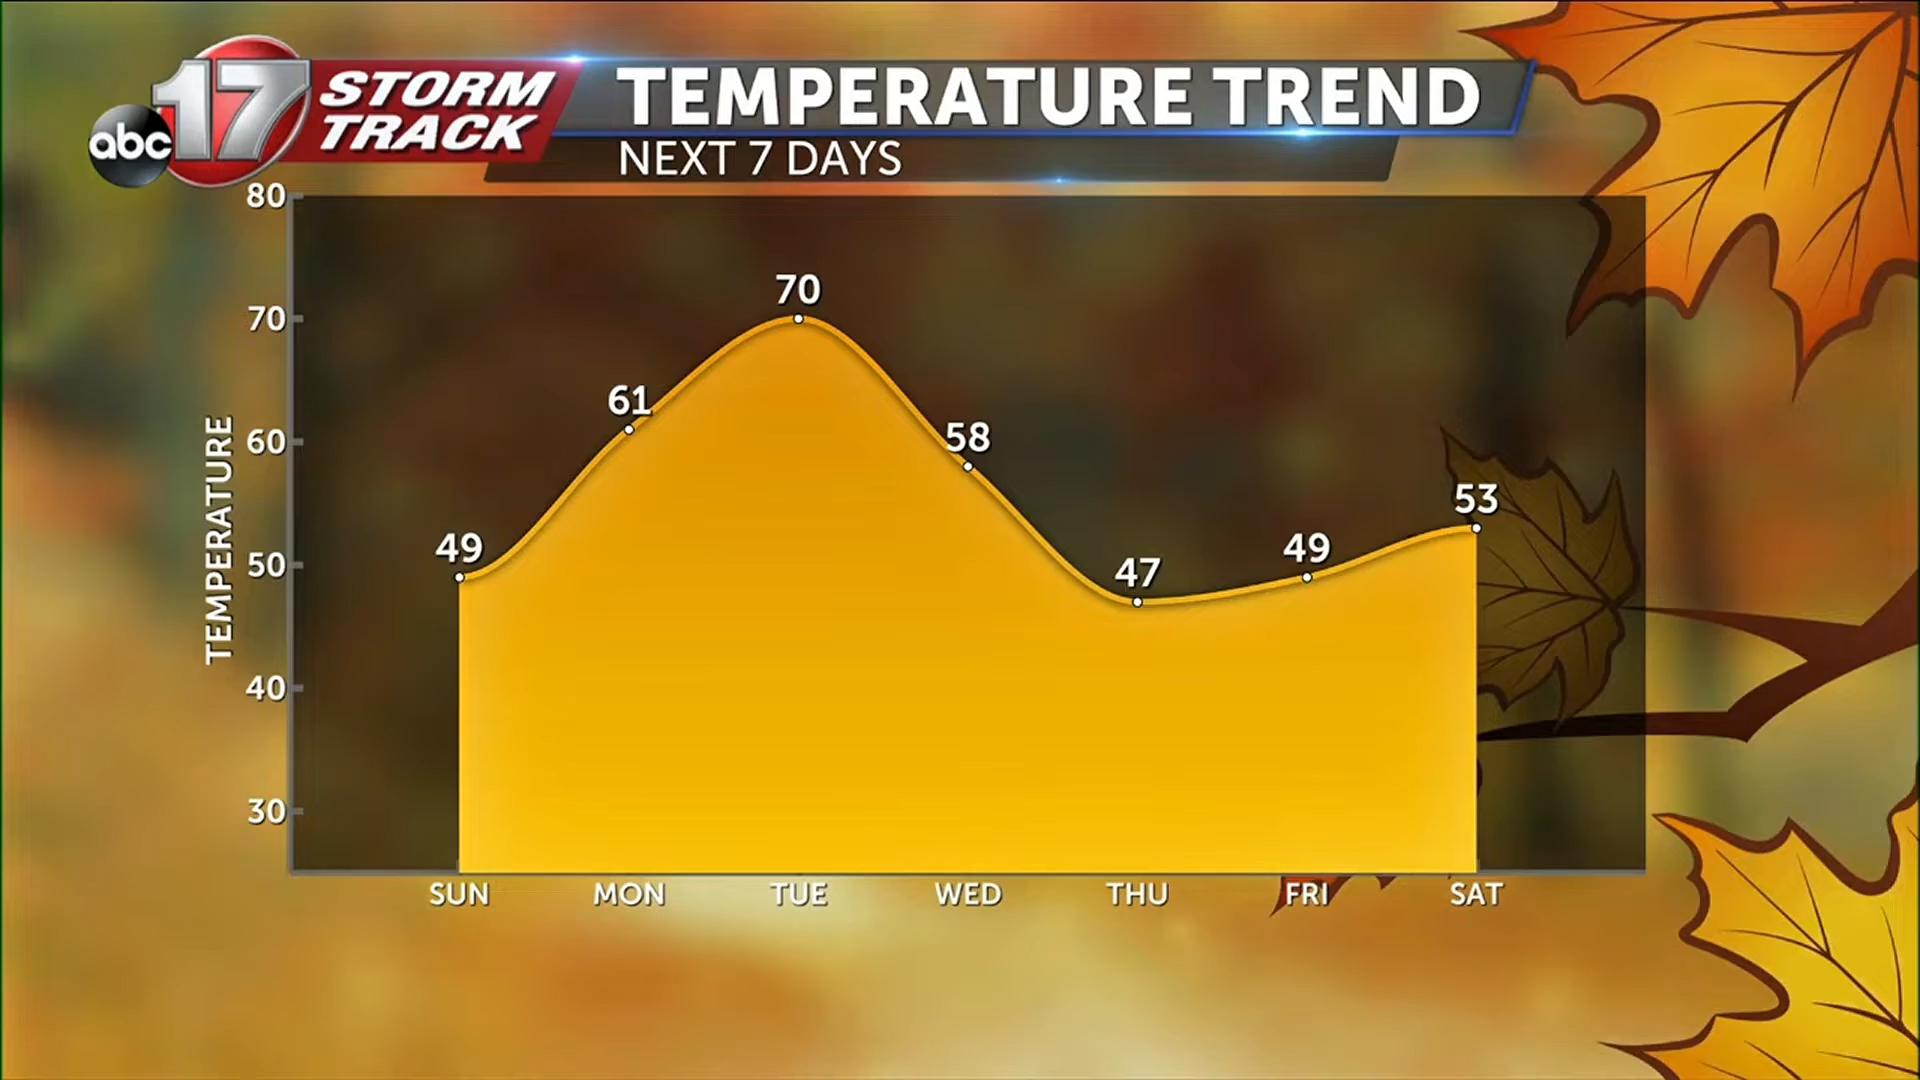 abc 17 STORM TRACK
TEMPERATURE TREND
NEXT 7 DAYS
TEMPERATURE
80
70
60
50
40
30
49
61
70
58
47
49
53
SUN MON TUE WED THU FRI SAT